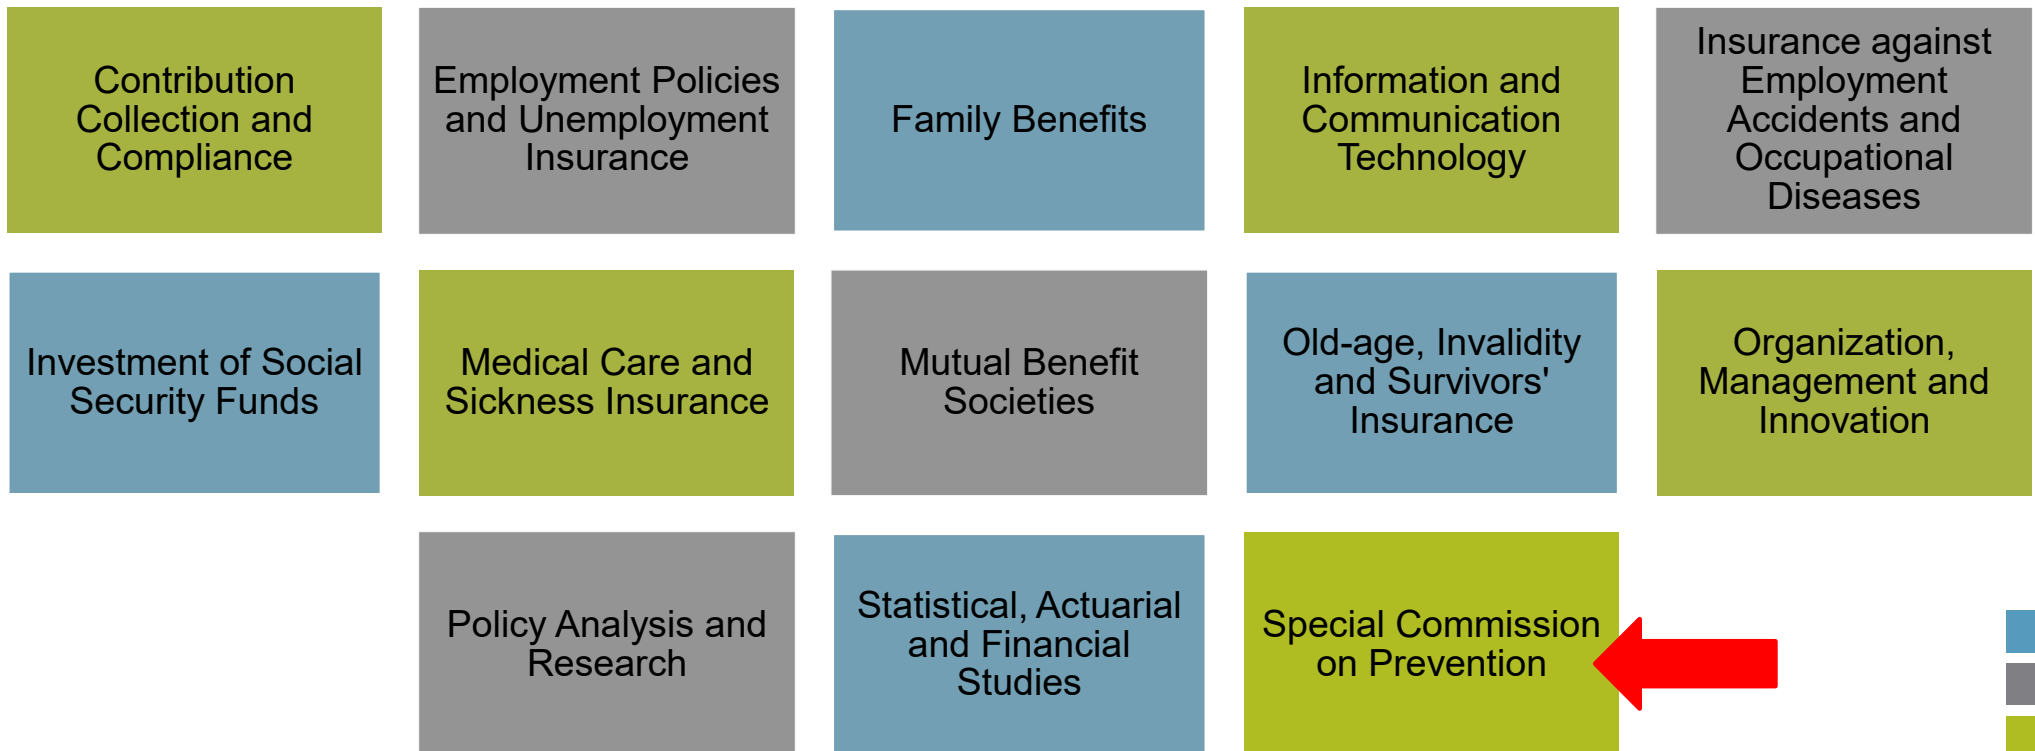 Contribution
Collection and
Compliance
Employment Policies
and Unemployment
Insurance
Family Benefits
Information and
Communication
Technology
Insurance against
Employment
Accidents and
Occupational
Diseases
Investment of Social
Security Funds
Medical Care and
Sickness Insurance
Mutual Benefit
Societies
Old-age, Invalidity
and Survivors'
Insurance
Organization,
Management and
Innovation
Policy Analysis and
Research
Statistical, Actuarial
and Financial
Studies
Special Commission
on Prevention